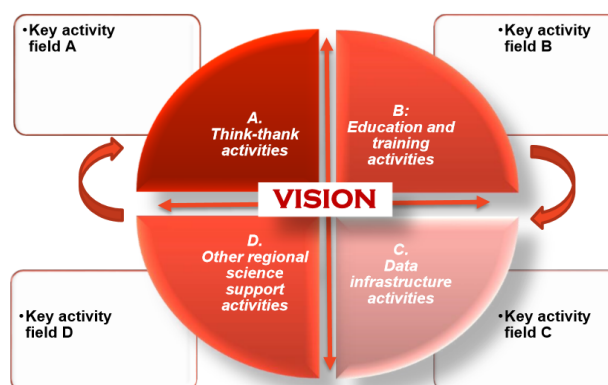 •Key activity
field A
•Key activity
field B
A.
Think-thank
activities
B:
Education and
training
activities
VISION
D.
Other regional
science
support
activities
C.
Data
infrastructure
activities
•Key activity
field D
•Key activity
field C